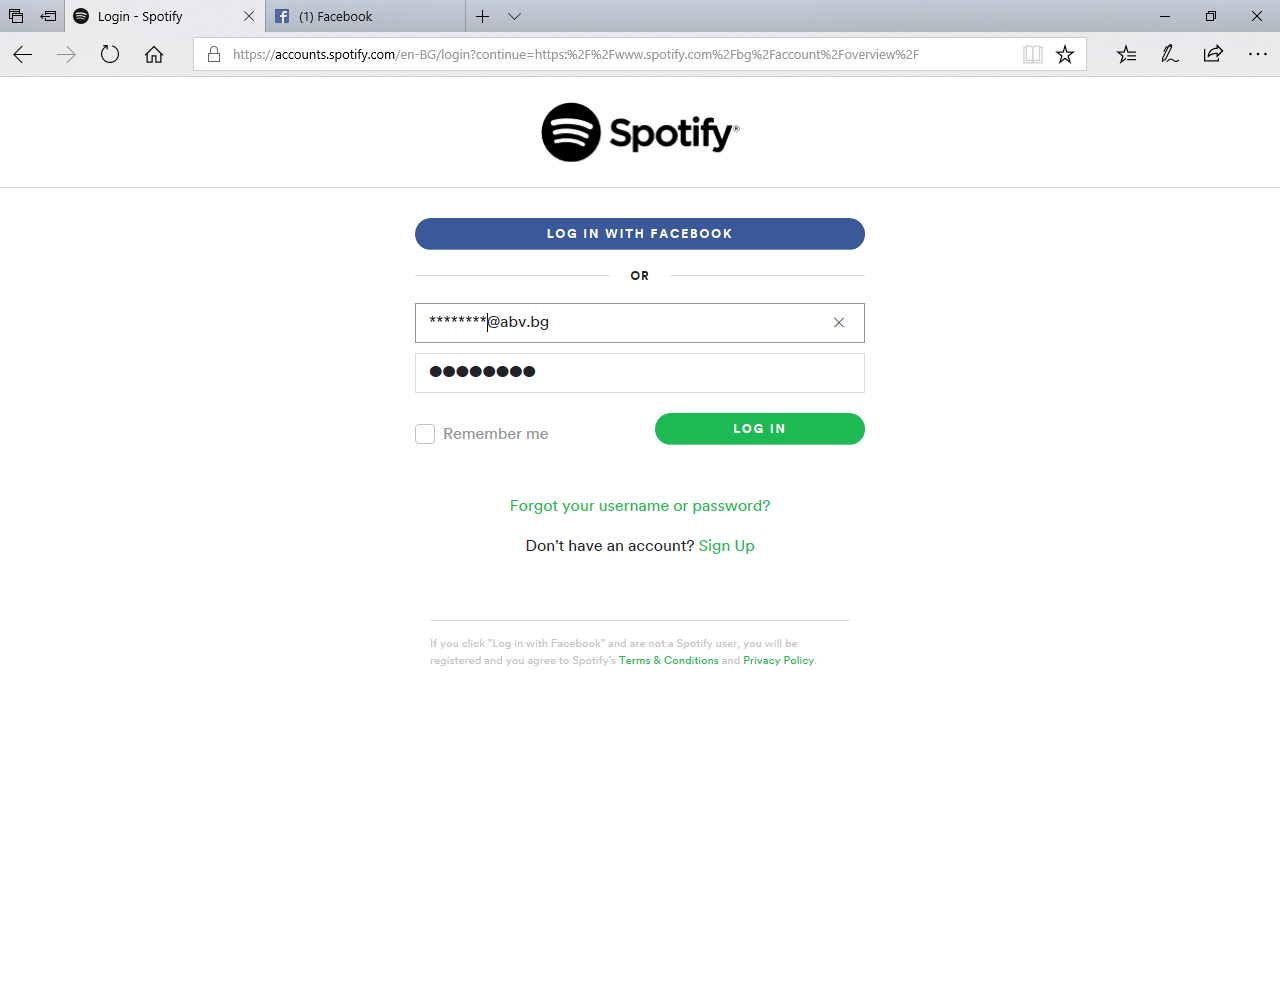 Login - Spotify
(1) Facebook
https://accounts.spotify.com/en-BG/login?continue=https:%2F%2Fwww.spotify.com%2Fbg%2Faccount%2Foverview%2F
Spotify®
LOG IN WITH FACEBOOK
OR
********@abv.bg
●●●●●●●●
Remember me
LOG IN
Forgot your username or password?
Don't have an account? Sign Up
If you click "Log in with Facebook" and are not a Spotify user, you will be
registered and you agree to Spotify's Terms & Conditions and Privacy Policy.